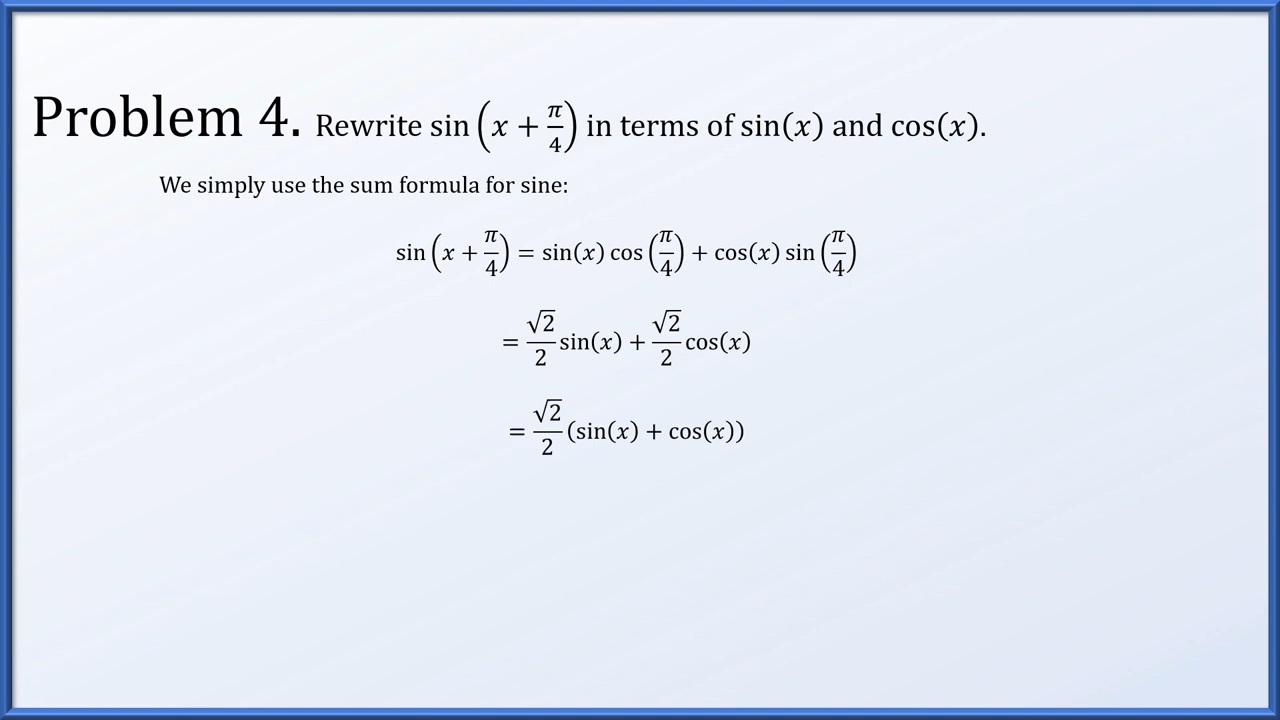 Problem 4. Rewrite sin(x + π/4) in terms of sin(x) and cos(x).
We simply use the sum formula for sine:
sin(x + π/4) = sin(x) cos(π/4) + cos(x) sin(π/4)
= √2/2 sin(x) + √2/2 cos(x)
= √2/2 (sin(x) + cos(x))